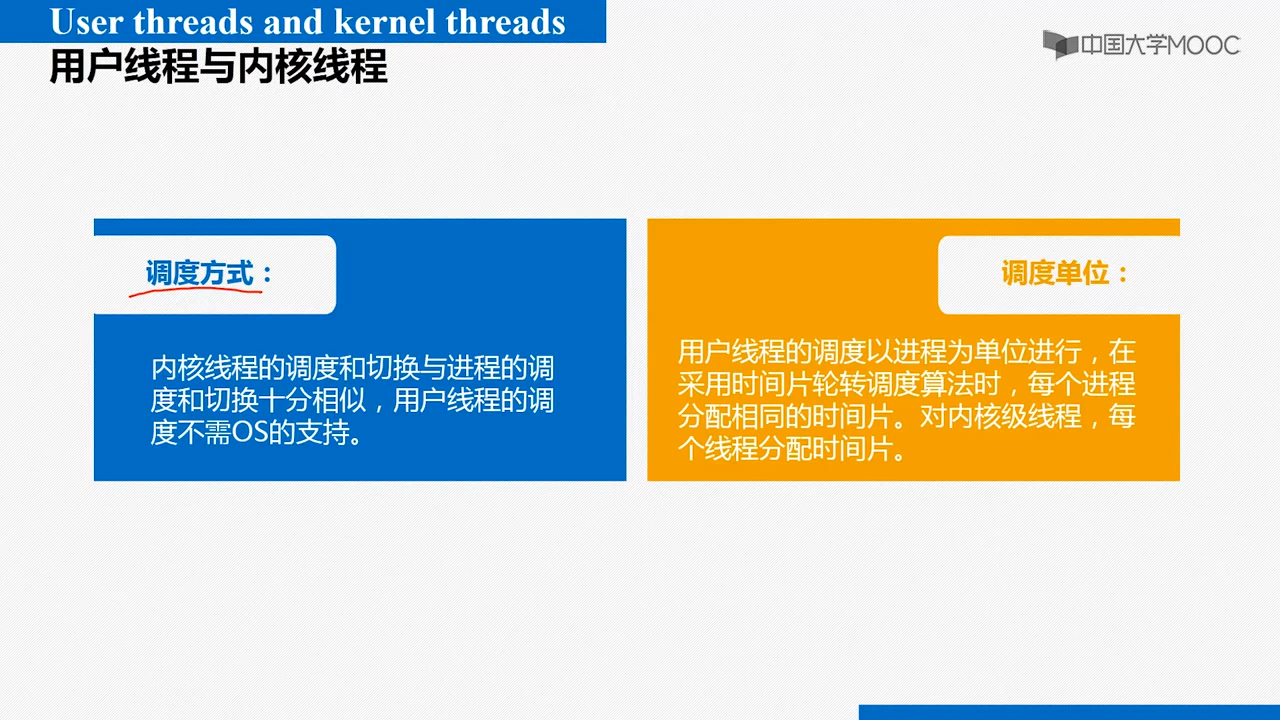 User threads and kernel threads
用户线程与内核线程
中国大学MOOC
调度方式：
内核线程的调度和切换与进程的调
度和切换十分相似，用户线程的调
度不需OS的支持。
调度单位：
用户线程的调度以进程为单位进行，在
采用时间片轮转调度算法时，每个进程
分配相同的时间片。对内核级线程，每
个线程分配时间片。